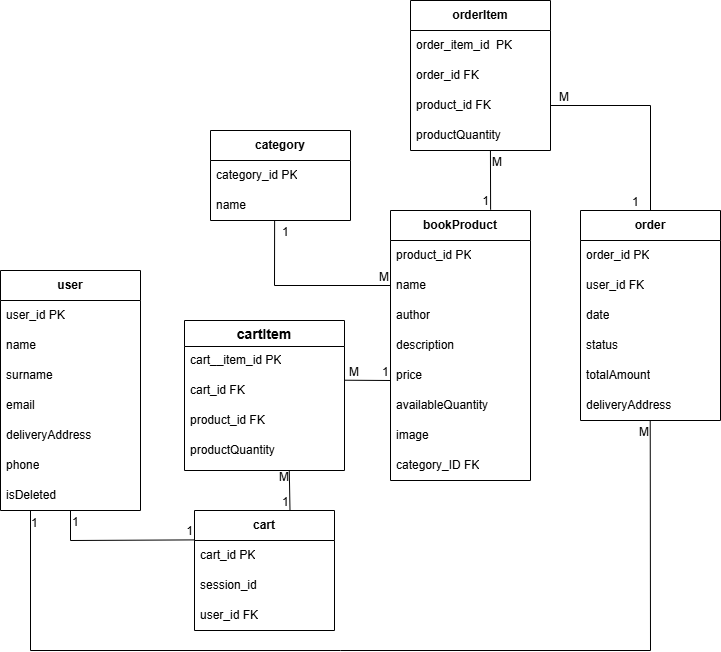 orderItem
order_item_id  PK
order_id FK
product_id FK
productQuantity
M
M
1
1
category
category_id PK
name
1
M
bookProduct
product_id PK
name
author
description
price
availableQuantity
image
category_ID FK
order
order_id PK
user_id FK
date
status
totalAmount
deliveryAddress
M
user
user_id PK
name
surname
email
deliveryAddress
phone
isDeleted
1
1
cartItem
cart__item_id PK
cart_id FK
product_id FK
productQuantity
M
1
M
1
1
cart
cart_id PK
session_id
user_id FK